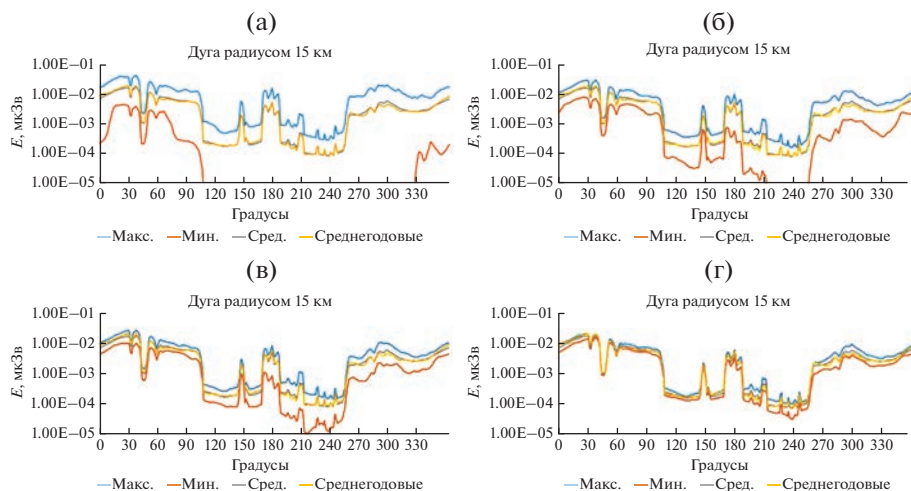 (а)
Дуга радиусом 15 км
E, мкЗв
1.00E−01
1.00E−02
1.00E−03
1.00E−04
1.00E−05
0 30 60 90 120 150 180 210 240 270 300 330
Градусы
Макс. Мин. Сред. Среднегодовые
(б)
Дуга радиусом 15 км
E, мкЗв
1.00E−01
1.00E−02
1.00E−03
1.00E−04
1.00E−05
0 30 60 90 120 150 180 210 240 270 300 330
Градусы
Макс. Мин. Сред. Среднегодовые
(в)
Дуга радиусом 15 км
E, мкЗв
1.00E−01
1.00E−02
1.00E−03
1.00E−04
1.00E−05
0 30 60 90 120 150 180 210 240 270 300 330
Градусы
Макс. Мин. Сред. Среднегодовые
(г)
Дуга радиусом 15 км
E, мкЗв
1.00E−01
1.00E−02
1.00E−03
1.00E−04
1.00E−05
0 30 60 90 120 150 180 210 240 270 300 330
Градусы
Макс. Мин. Сред. Среднегодовые